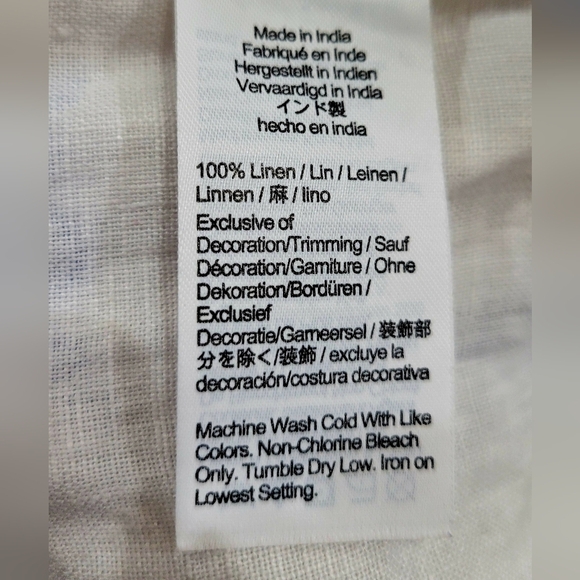 Made in India
Fabriqué en Inde
Hergestellt in Indien
Vervaardigd in India
インド製
hecho en india
100% Linen / Lin / Leinen /
Linnen / 麻 / lino
Exclusive of
Decoration/Trimming / Sauf
Décoration/Garniture / Ohne
Dekoration/Bordüren /
Exclusief
Decoratie/Garneersel / 装飾部
分を除く/装飾 / excluye la
decoración/costura decorativa
Machine Wash Cold With Like
Colors. Non-Chlorine Bleach
Only. Tumble Dry Low. Iron on
Lowest Setting.